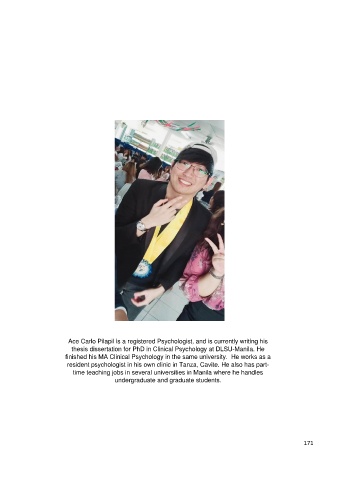 Ace Carlo Pilapil is a registered Psychologist, and is currently writing his
thesis dissertation for PhD in Clinical Psychology at DLSU-Manila. He
finished his MA Clinical Psychology in the same university.  He works as a
resident psychologist in his own clinic in Tanza, Cavite. He also has part-
time teaching jobs in several universities in Manila where he handles
undergraduate and graduate students.
171